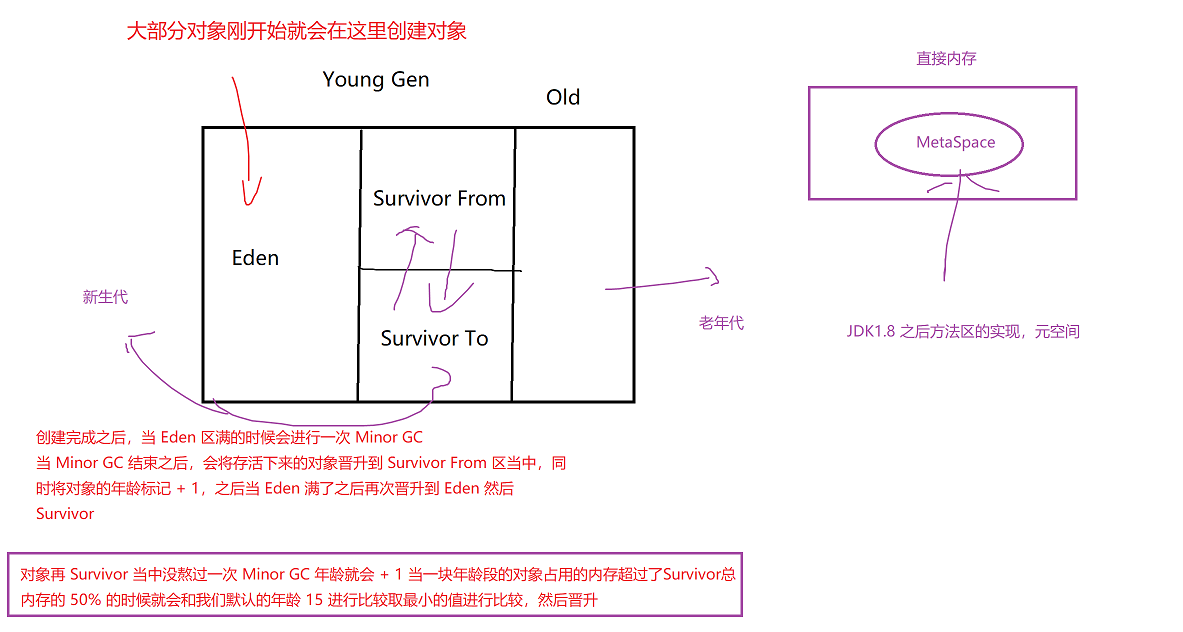 大部分对象刚开始就会在这里创建对象
直接内存
Young Gen
Old
MetaSpace
Survivor From
Eden
新生代
老年代
Survivor To
JDK1.8 之后方法区的实现，元空间
创建完成之后，当 Eden 区满的时候会进行一次 Minor GC
当 Minor GC 结束之后，会将存活下来的对象晋升到 Survivor From 区当中，同
时将对象的年龄标记 + 1，之后当 Eden 满了之后再次晋升到 Eden 然后
Survivor
对象再 Survivor 当中没熬过一次 Minor GC 年龄就会 + 1 当一块年龄段的对象占用的内存超过了Survivor总
内存的 50% 的时候就会和我们默认的年龄 15 进行比较取最小的值进行比较，然后晋升